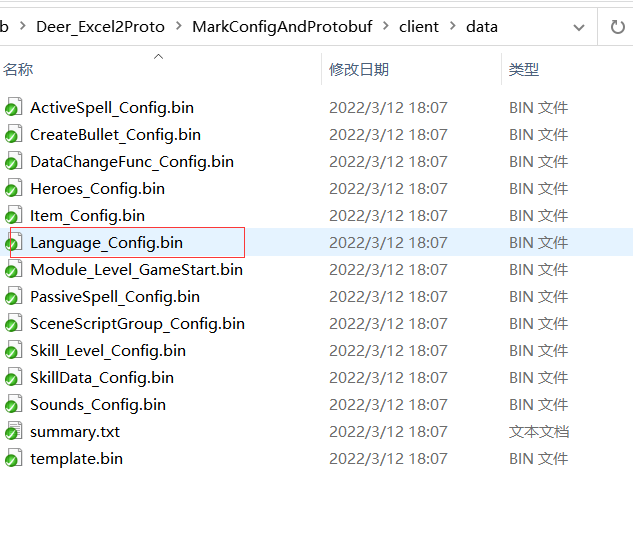 b > Deer_Excel2Proto > MarkConfigAndProtobuf > client > data
名称 修改日期 类型
ActiveSpell_Config.bin 2022/3/12 18:07 BIN 文件
CreateBullet_Config.bin 2022/3/12 18:07 BIN 文件
DataChangeFunc_Config.bin 2022/3/12 18:07 BIN 文件
Heroes_Config.bin 2022/3/12 18:07 BIN 文件
Item_Config.bin 2022/3/12 18:07 BIN 文件
Language_Config.bin 2022/3/12 18:07 BIN 文件
Module_Level_GameStart.bin 2022/3/12 18:07 BIN 文件
PassiveSpell_Config.bin 2022/3/12 18:07 BIN 文件
SceneScriptGroup_Config.bin 2022/3/12 18:07 BIN 文件
Skill_Level_Config.bin 2022/3/12 18:07 BIN 文件
SkillData_Config.bin 2022/3/12 18:07 BIN 文件
Sounds_Config.bin 2022/3/12 18:07 BIN 文件
summary.txt 2022/3/12 18:07 文本文档
template.bin 2022/3/12 18:07 BIN 文件